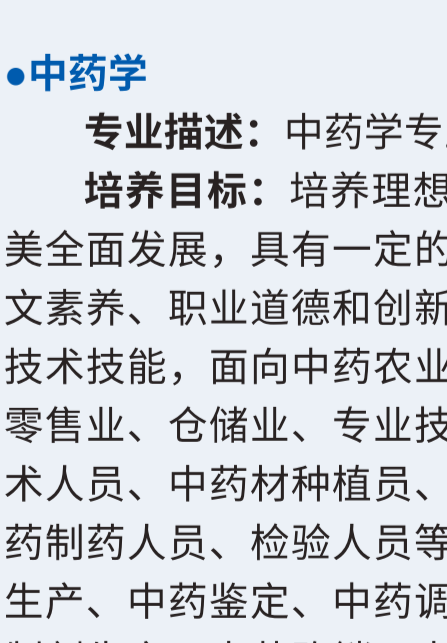 ●中药学
专业描述：中药学专
培养目标：培养理想
美全面发展，具有一定的
文素养、职业道德和创新
技术技能，面向中药农业
零售业、仓储业、专业技
术人员、中药材种植员、
药制药人员、检验人员等
生产、中药鉴定、中药调